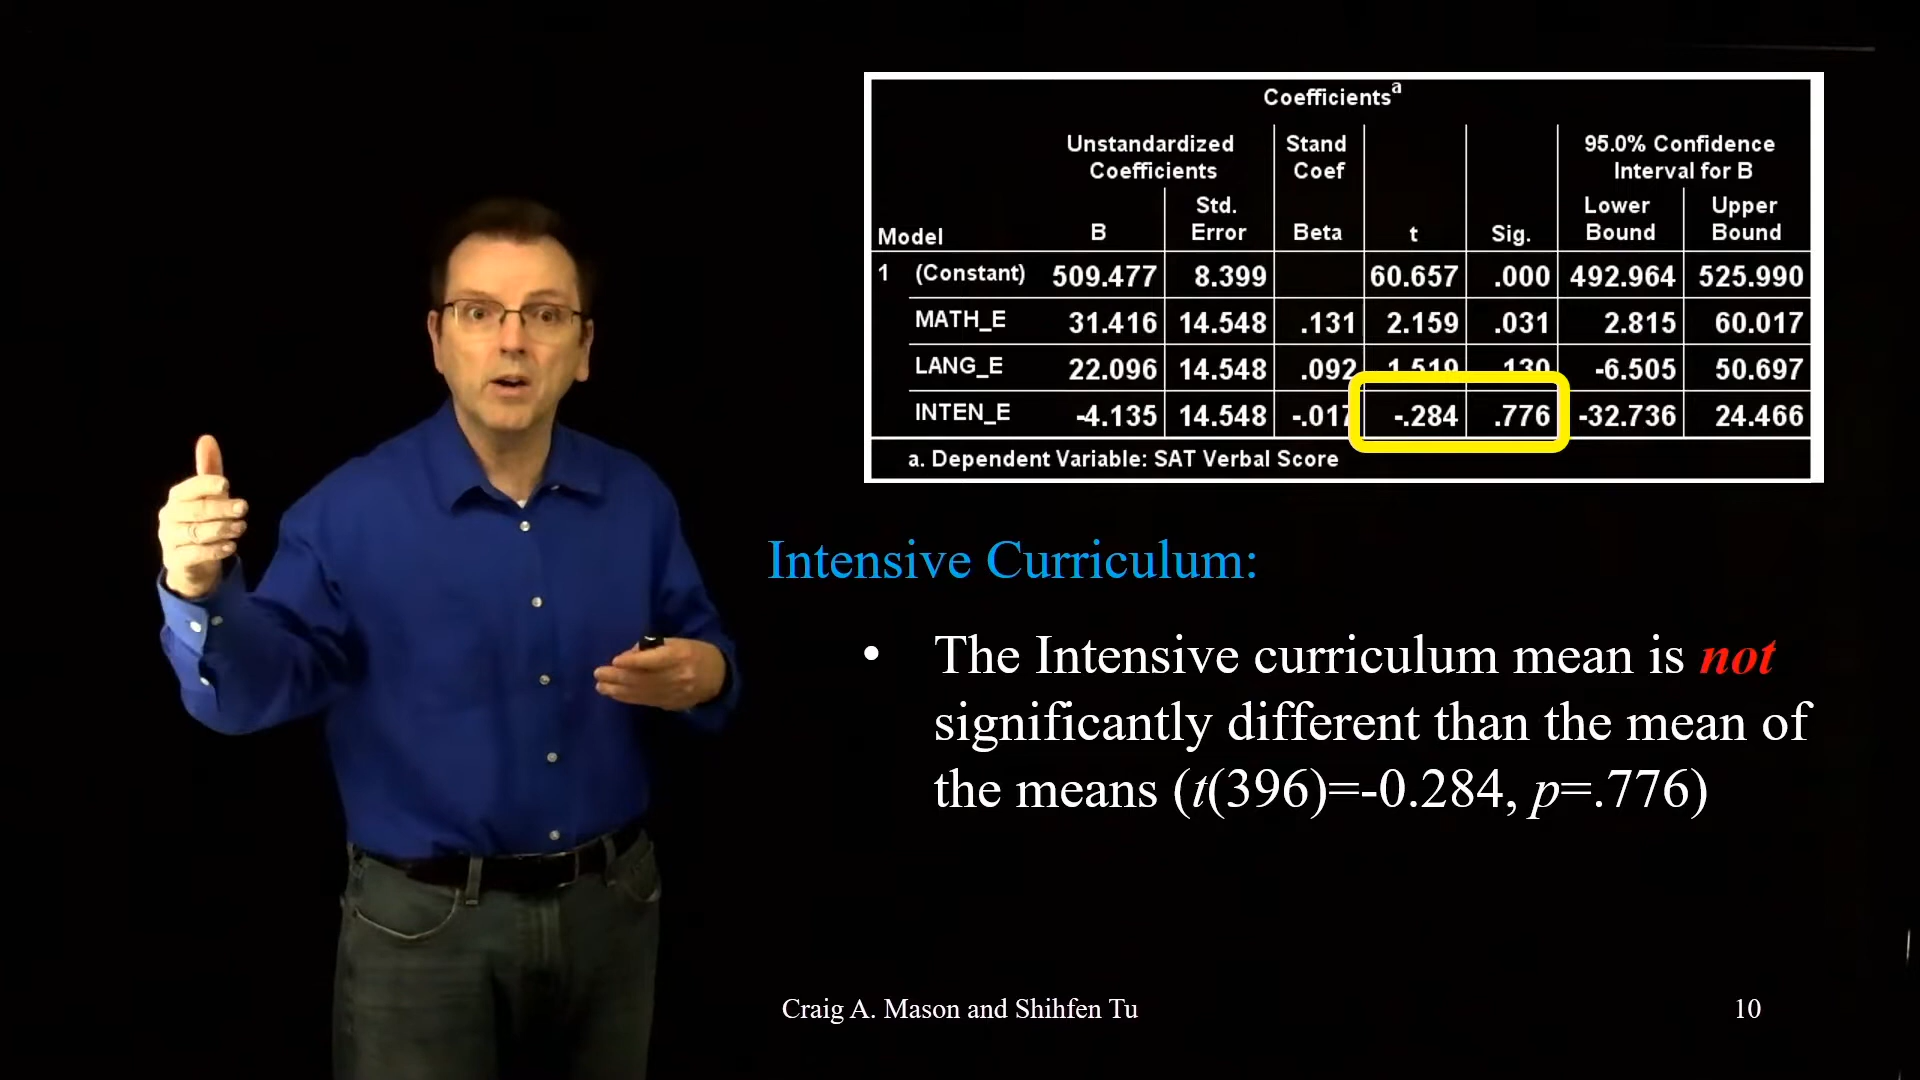 Coefficientsa
Unstandardized Coefficients Stand Coef 95.0% Confidence Interval for B
Model B Std. Error Beta t Sig. Lower Bound Upper Bound
1 (Constant) 509.477 8.399 60.657 .000 492.964 525.990
MATH_E 31.416 14.548 .131 2.159 .031 2.815 60.017
LANG_E 22.096 14.548 .092 1.519 .130 -6.505 50.697
INTEN_E -4.135 14.548 -.017 -.284 .776 -32.736 24.466
a. Dependent Variable: SAT Verbal Score
Intensive Curriculum:
• The Intensive curriculum mean is not
significantly different than the mean of
the means (t(396)=-0.284, p=.776)
Craig A. Mason and Shihfen Tu 10